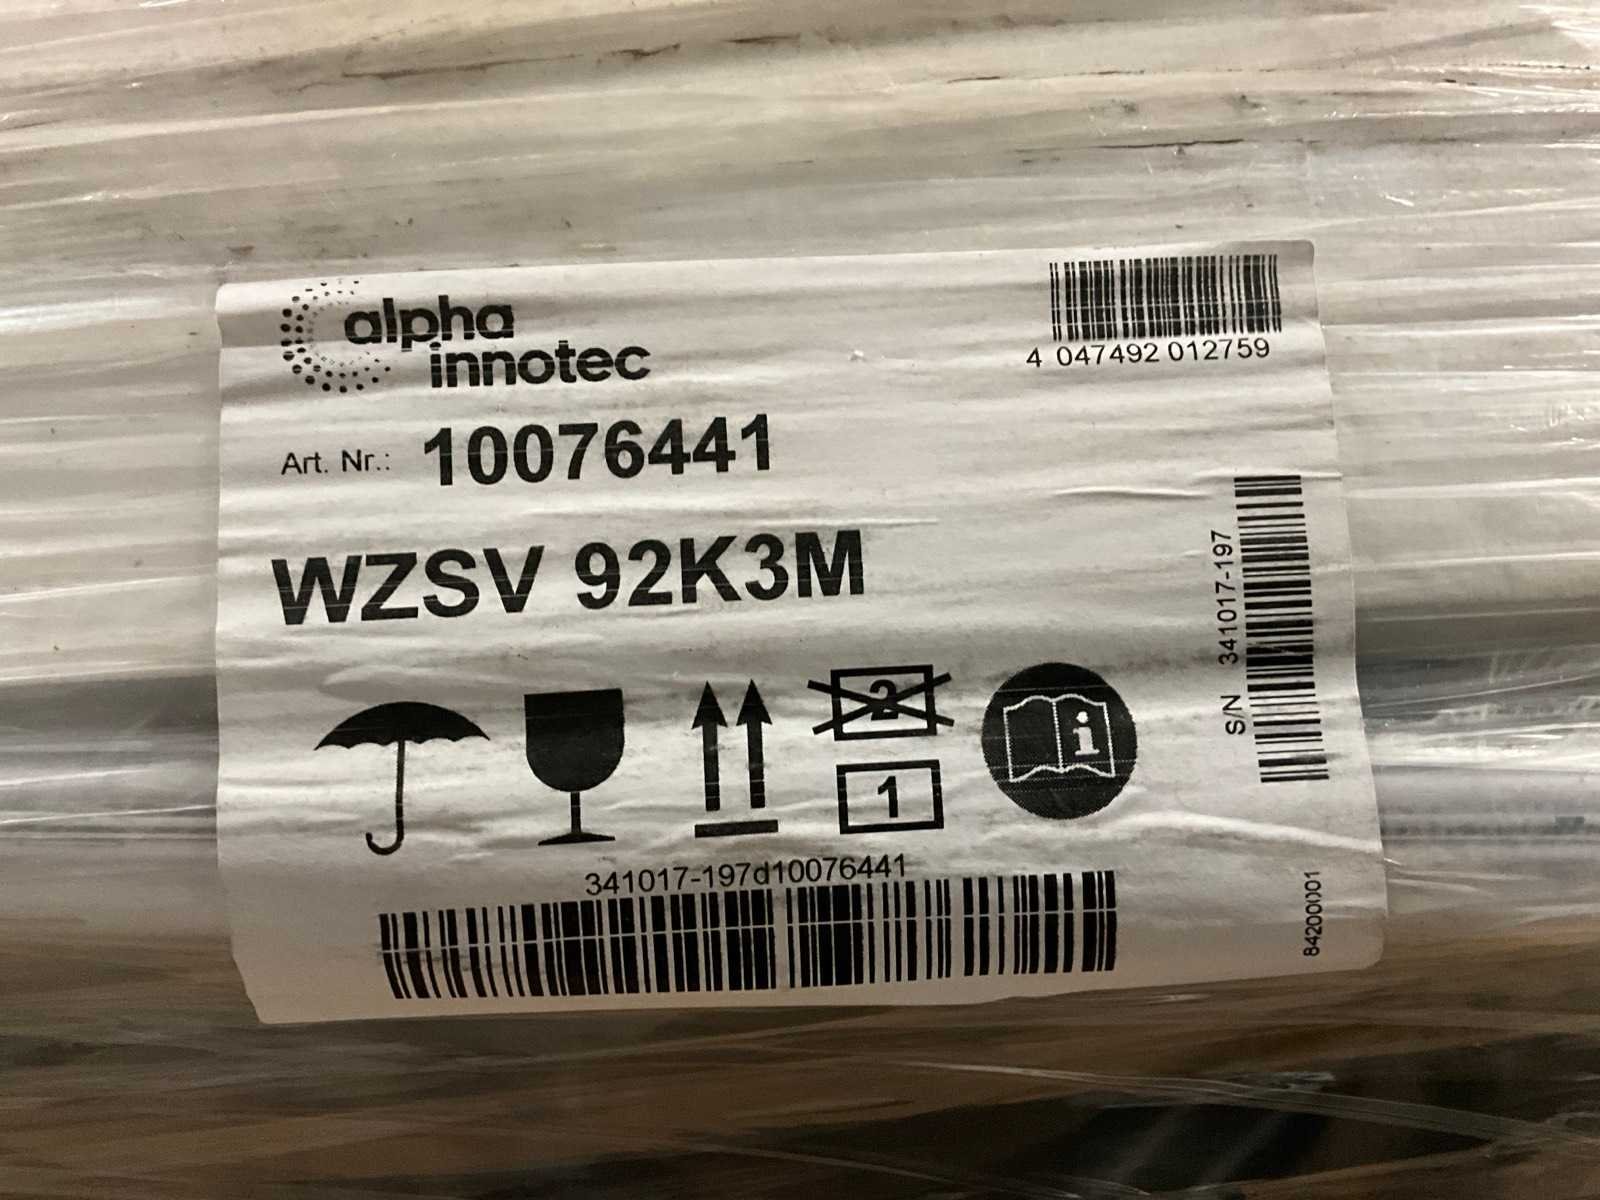 alpha
innotec
4 047492 012759
Art. Nr.: 10076441
WZSV 92K3M
S/N 341017-197
2
1
i
341017-197d10076441
84200001